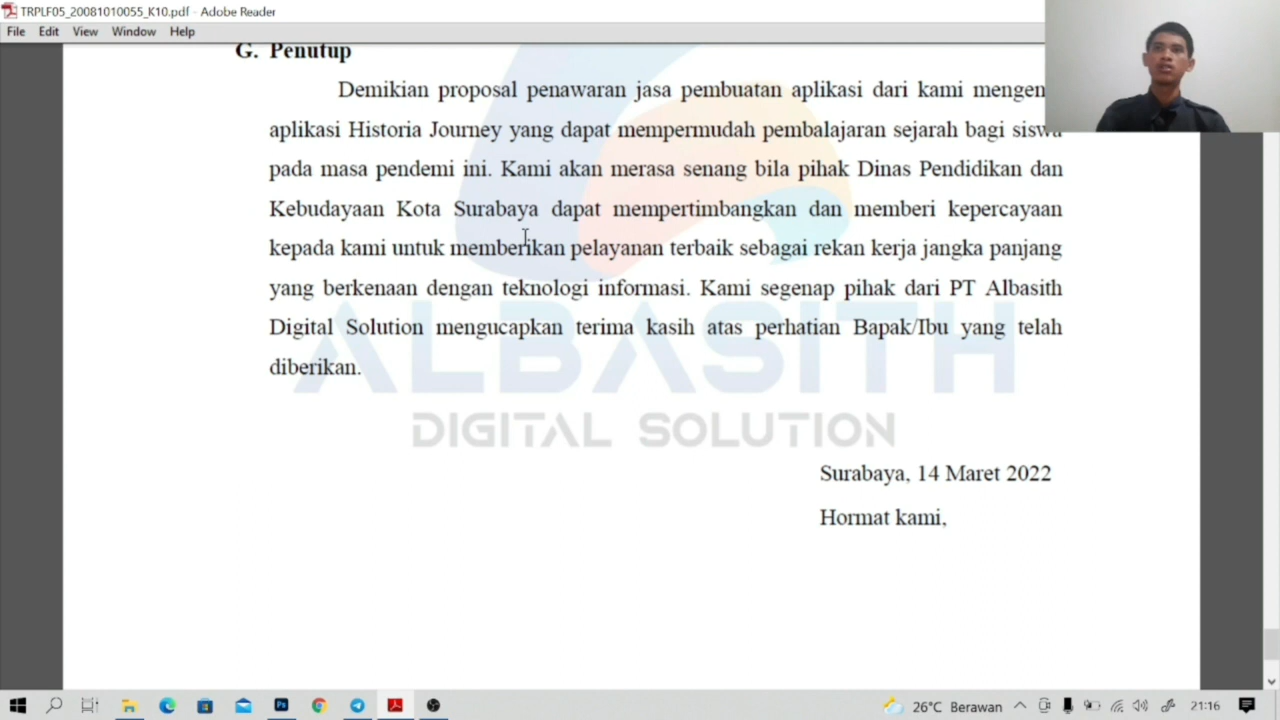 TRPLF05_20081010055_K10.pdf - Adobe Reader
File Edit View Window Help
G. Penutup
Demikian proposal penawaran jasa pembuatan aplikasi dari kami
aplikasi Historia Journey yang dapat mempermudah pembalajaran sejarah bagi siswa
pada masa pendemi ini. Kami akan merasa senang bila pihak Dinas Pendidikan dan
Kebudayaan Kota Surabaya dapat mempertimbangkan dan memberi kepercayaan
kepada kami untuk memberikan pelayanan terbaik sebagai rekan kerja jangka panjang
yang berkenaan dengan teknologi informasi. Kami segenap pihak dari PT Albasith
Digital Solution mengucapkan terima kasih atas perhatian Bapak/Ibu yang telah
diberikan.
ALBASITH
DIGITAL SOLUTION
Surabaya, 14 Maret 2022
Hormat kami,
Ps
26°C Berawan 21:16